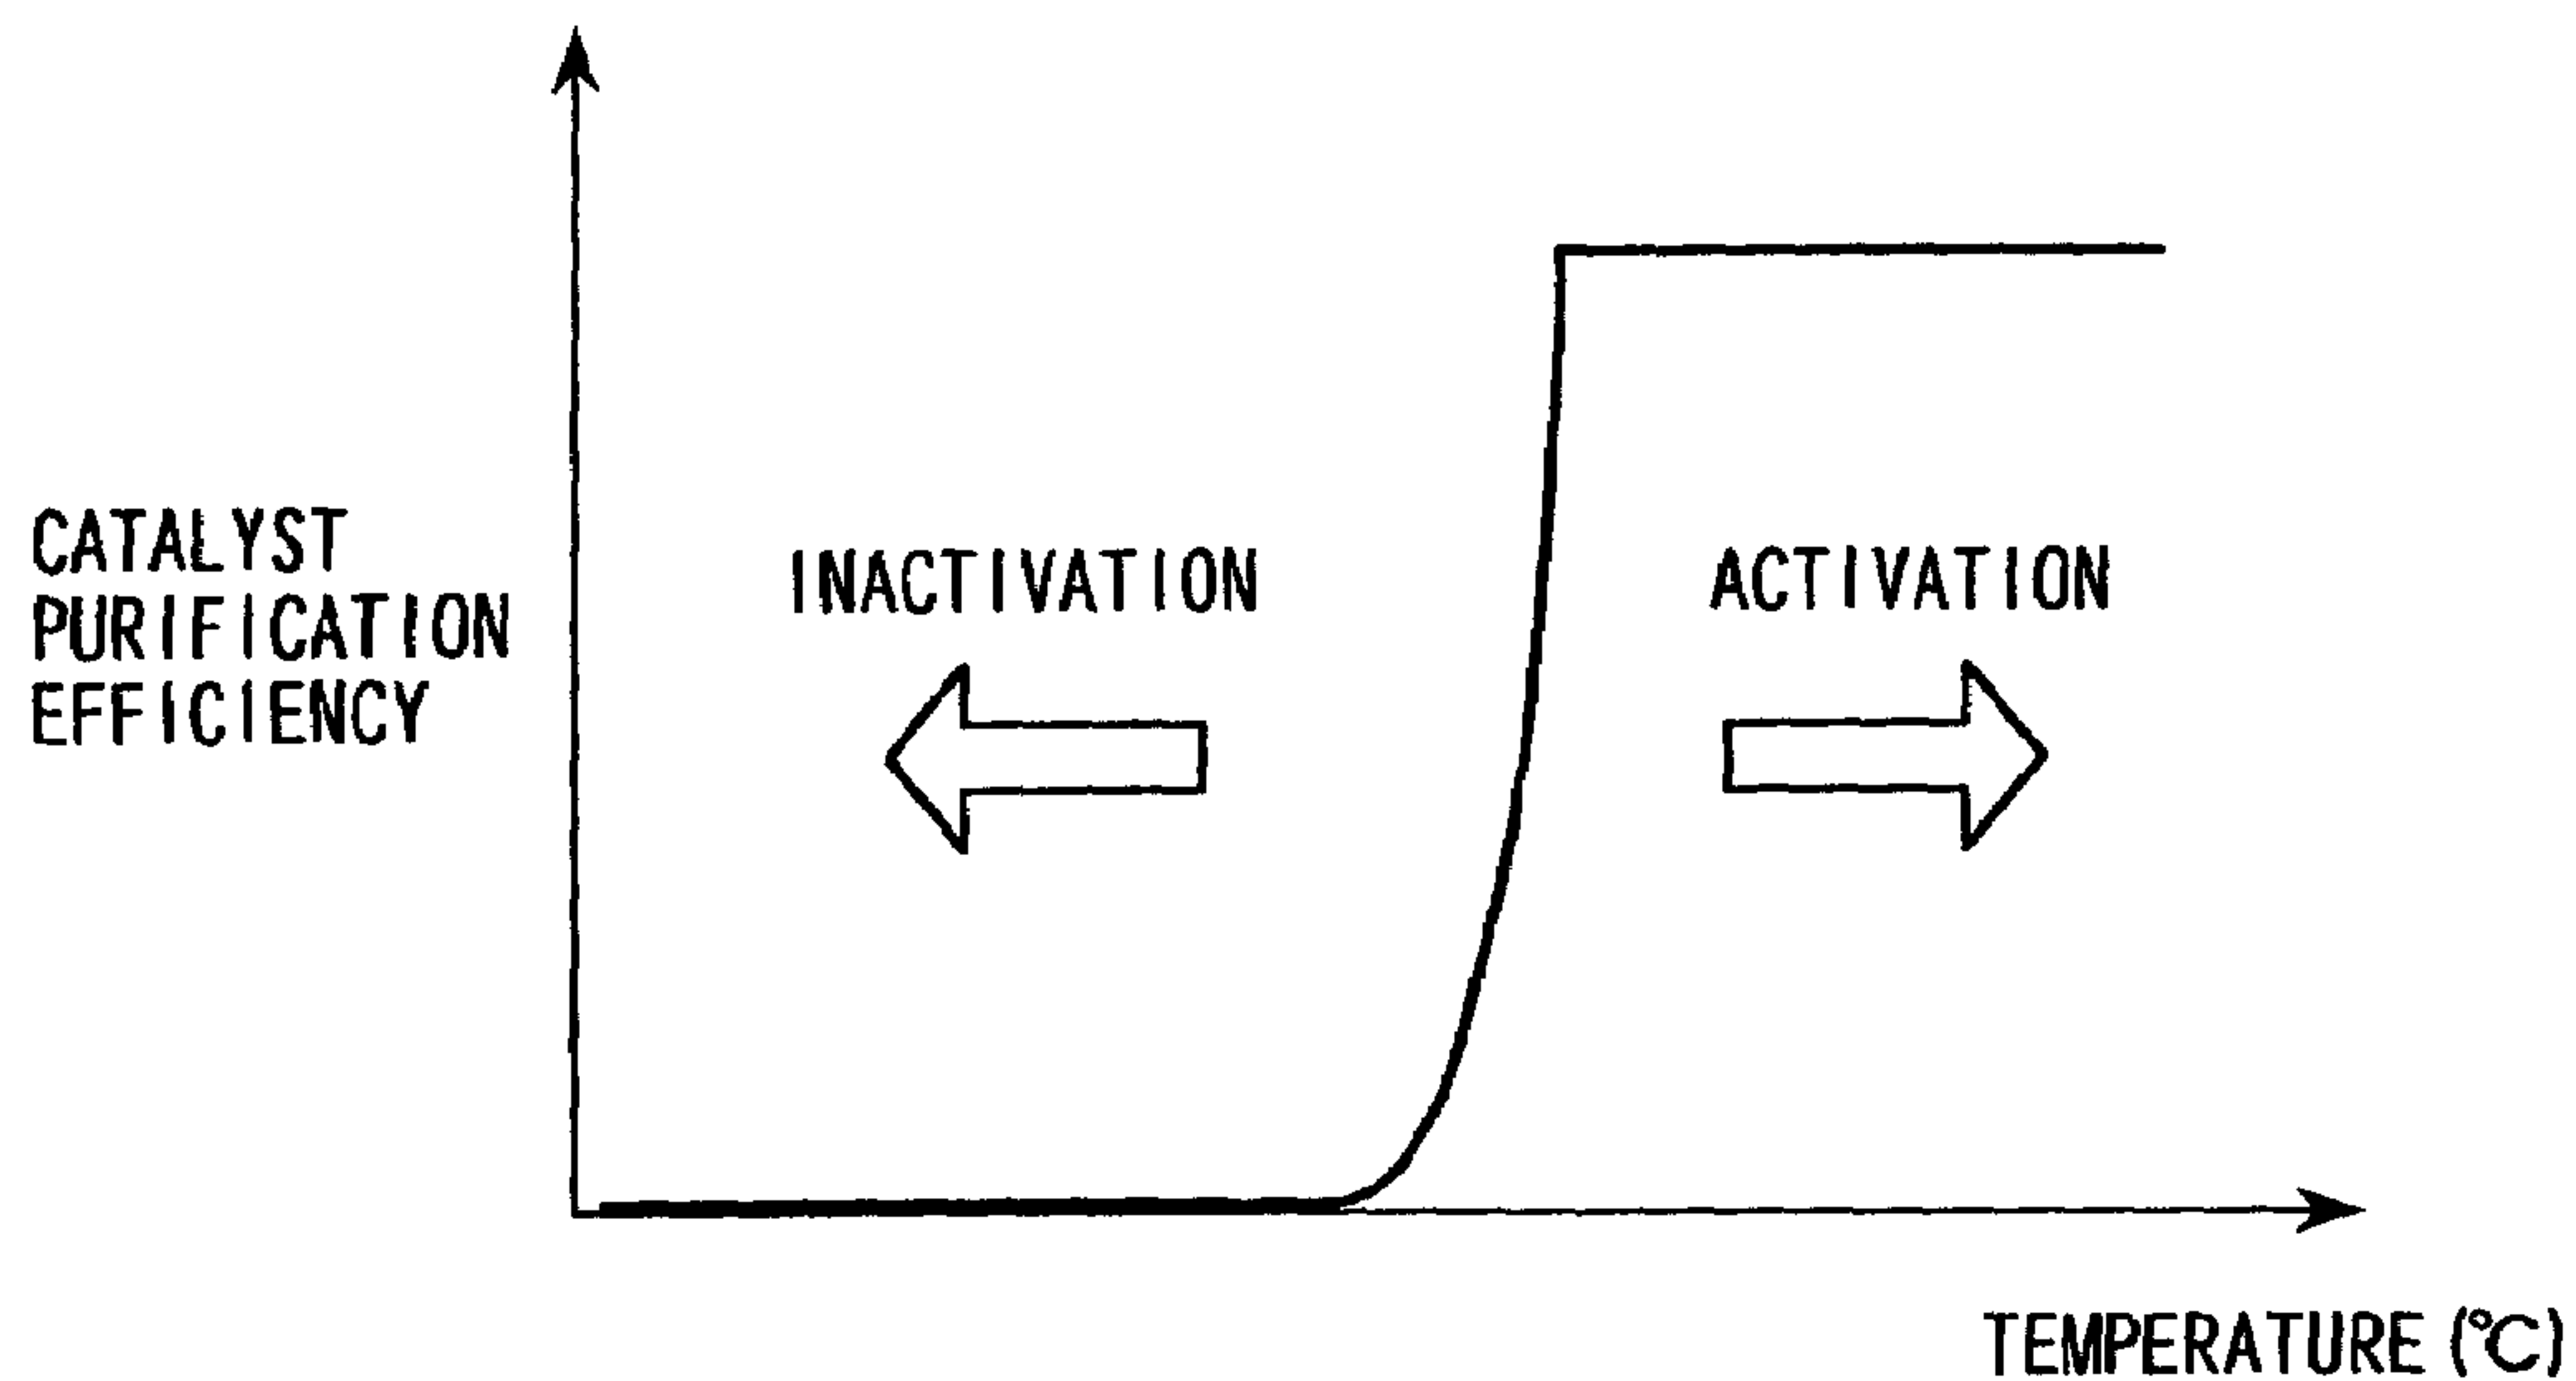 CATALYST
PURIFICATION
EFFICIENCY
INACTIVATION
ACTIVATION
TEMPERATURE (℃)